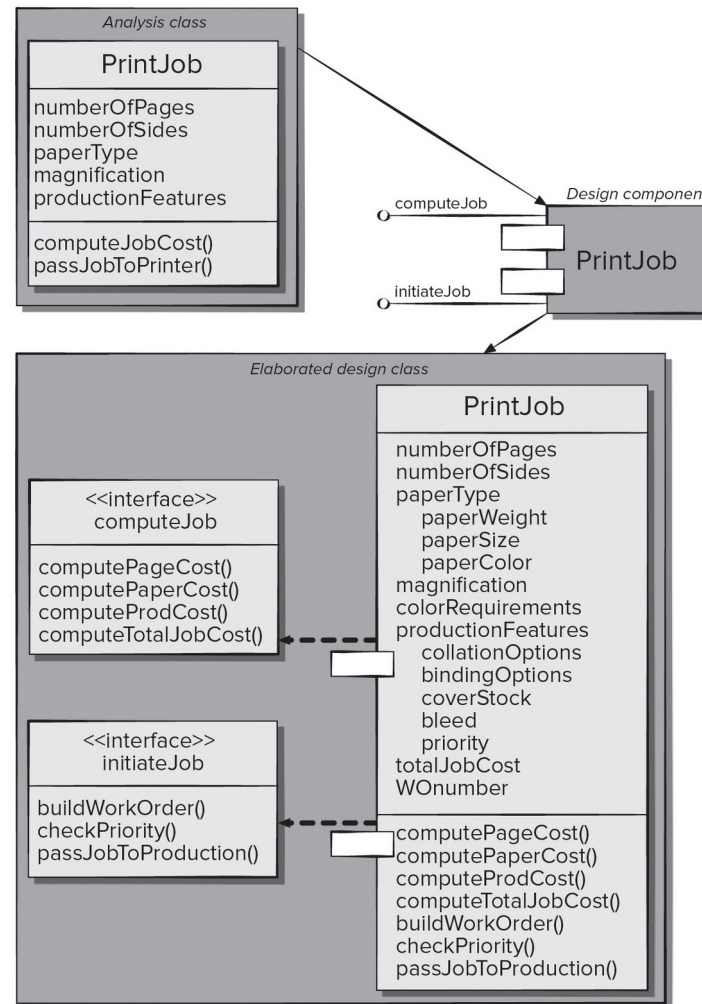 Analysis class
PrintJob
numberOfPages
numberOfSides
paperType
magnification
productionFeatures
computeJobCost()
passJobToPrinter()
computeJob
initiateJob
Design componen
PrintJob
Elaborated design class
<<interface>>
computeJob
computePageCost()
computePaperCost()
computeProdCost()
computeTotalJobCost()
<<interface>>
initiateJob
buildWorkOrder()
checkPriority()
passJobToProduction()
PrintJob
numberOfPages
numberOfSides
paperType
paperWeight
paperSize
paperColor
magnification
colorRequirements
productionFeatures
collationOptions
bindingOptions
coverStock
bleed
priority
totalJobCost
WOnumber
computePageCost()
computePaperCost()
computeProdCost()
computeTotalJobCost()
buildWorkOrder()
checkPriority()
passJobToProduction()